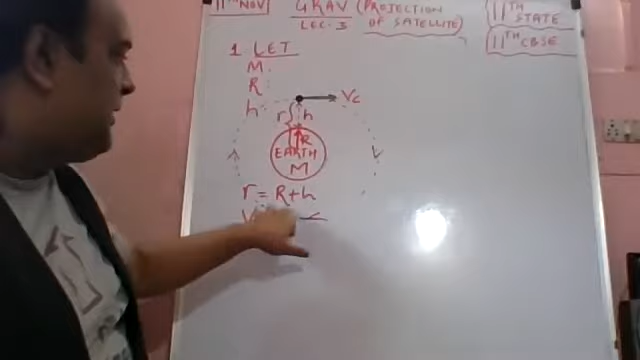 11TH NOV
GRAV (PROJECTION
LEC-3 OF SATELLITE)
11TH STATE
11TH CBSE
1 LET
M:
R:
h:
Vc
r h
R
EARTH
M
r = R+h
V